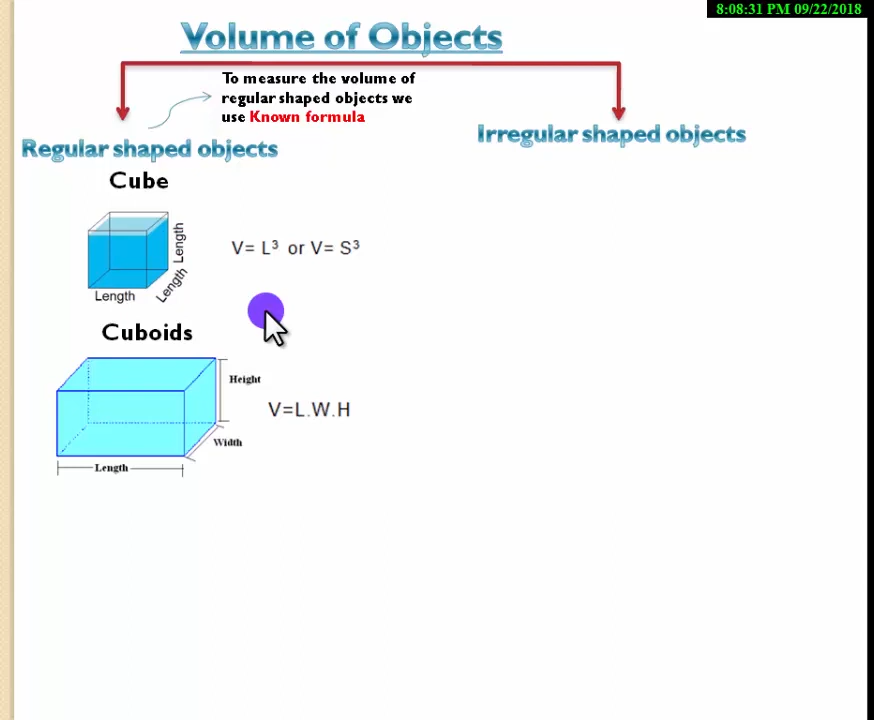 8:08:31 PM 09/22/2018
Volume of Objects
To measure the volume of
regular shaped objects we
use Known formula
Regular shaped objects
Irregular shaped objects
Cube
Length
Length
Length
V= L³ or V= S³
Cuboids
Height
Width
Length
V=L.W.H